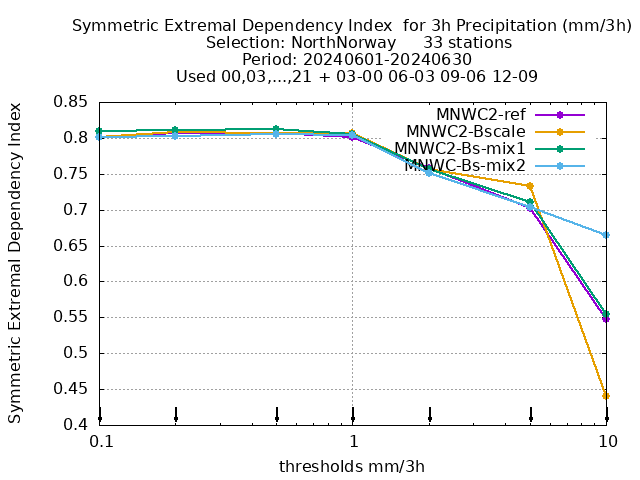 Symmetric Extremal Dependency Index  for 3h Precipitation (mm/3h)
Selection: NorthNorway     33 stations
Period: 20240601-20240630
Used 00,03,...,21 + 03-00 06-03 09-06 12-09
Symmetric Extremal Dependency Index
0.85
0.8
0.75
0.7
0.65
0.6
0.55
0.5
0.45
0.4
MNWC2-ref
MNWC2-Bscale
MNWC2-Bs-mix1
MNWC-Bs-mix2
0.1
1
10
thresholds mm/3h